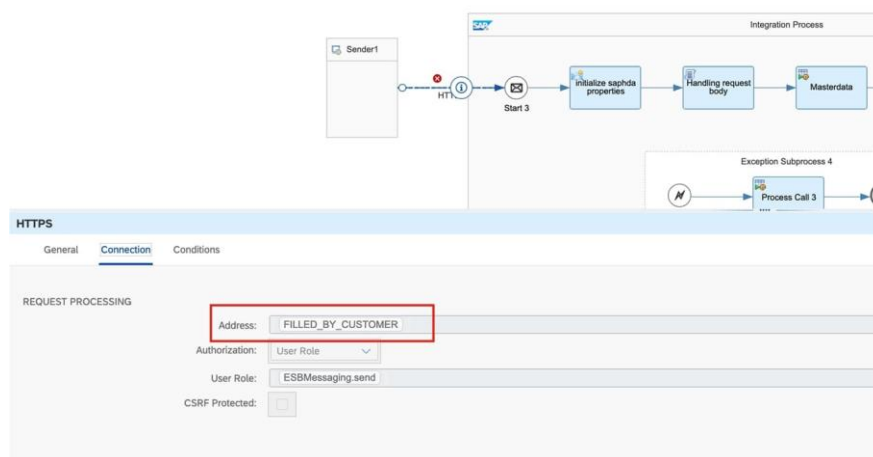 SAP
Integration Process
Sender1
HTT
Start 3
initialize saphda
properties
Handling request
body
Masterdata
Exception Subprocess 4
Process Call 3
HTTPS
General Connection Conditions
REQUEST PROCESSING
Address: FILLED_BY_CUSTOMER
Authorization: User Role
User Role: ESBMessaging.send
CSRF Protected: